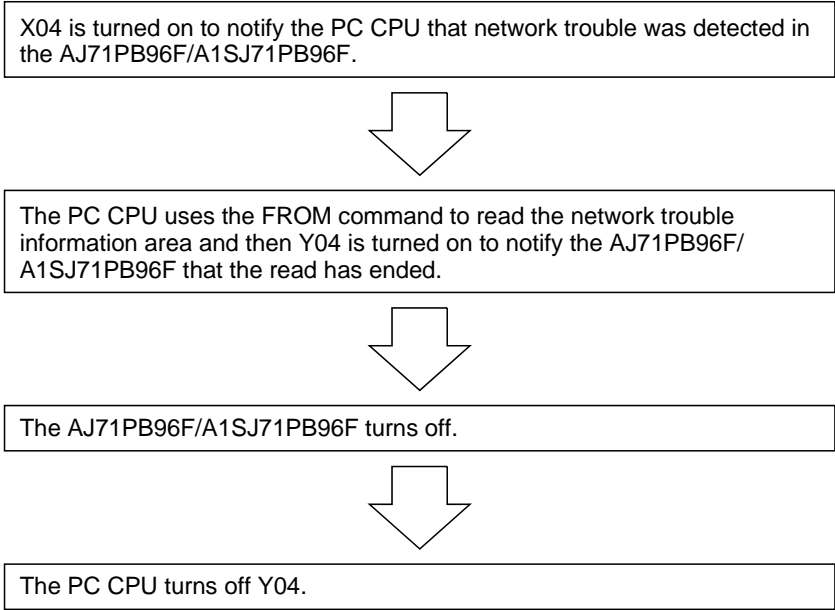 X04 is turned on to notify the PC CPU that network trouble was detected in
the AJ71PB96F/A1SJ71PB96F.
The PC CPU uses the FROM command to read the network trouble
information area and then Y04 is turned on to notify the AJ71PB96F/
A1SJ71PB96F that the read has ended.
The AJ71PB96F/A1SJ71PB96F turns off.
The PC CPU turns off Y04.